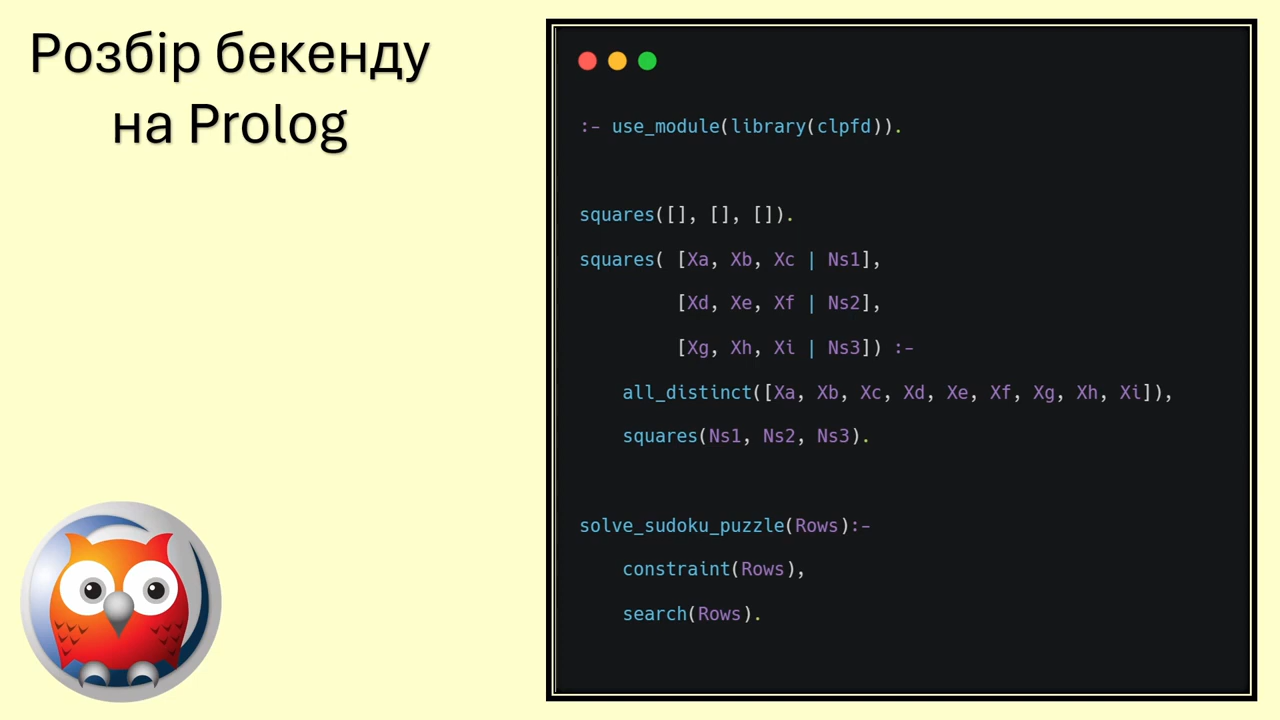 Розбір бекенду
на Prolog
:- use_module(library(clpfd)).
squares([], [], []).
squares( [Xa, Xb, Xc | Ns1],
[Xd, Xe, Xf | Ns2],
[Xg, Xh, Xi | Ns3]) :-
all_distinct([Xa, Xb, Xc, Xd, Xe, Xf, Xg, Xh, Xi]),
squares(Ns1, Ns2, Ns3).
solve_sudoku_puzzle(Rows):-
constraint(Rows),
search(Rows).